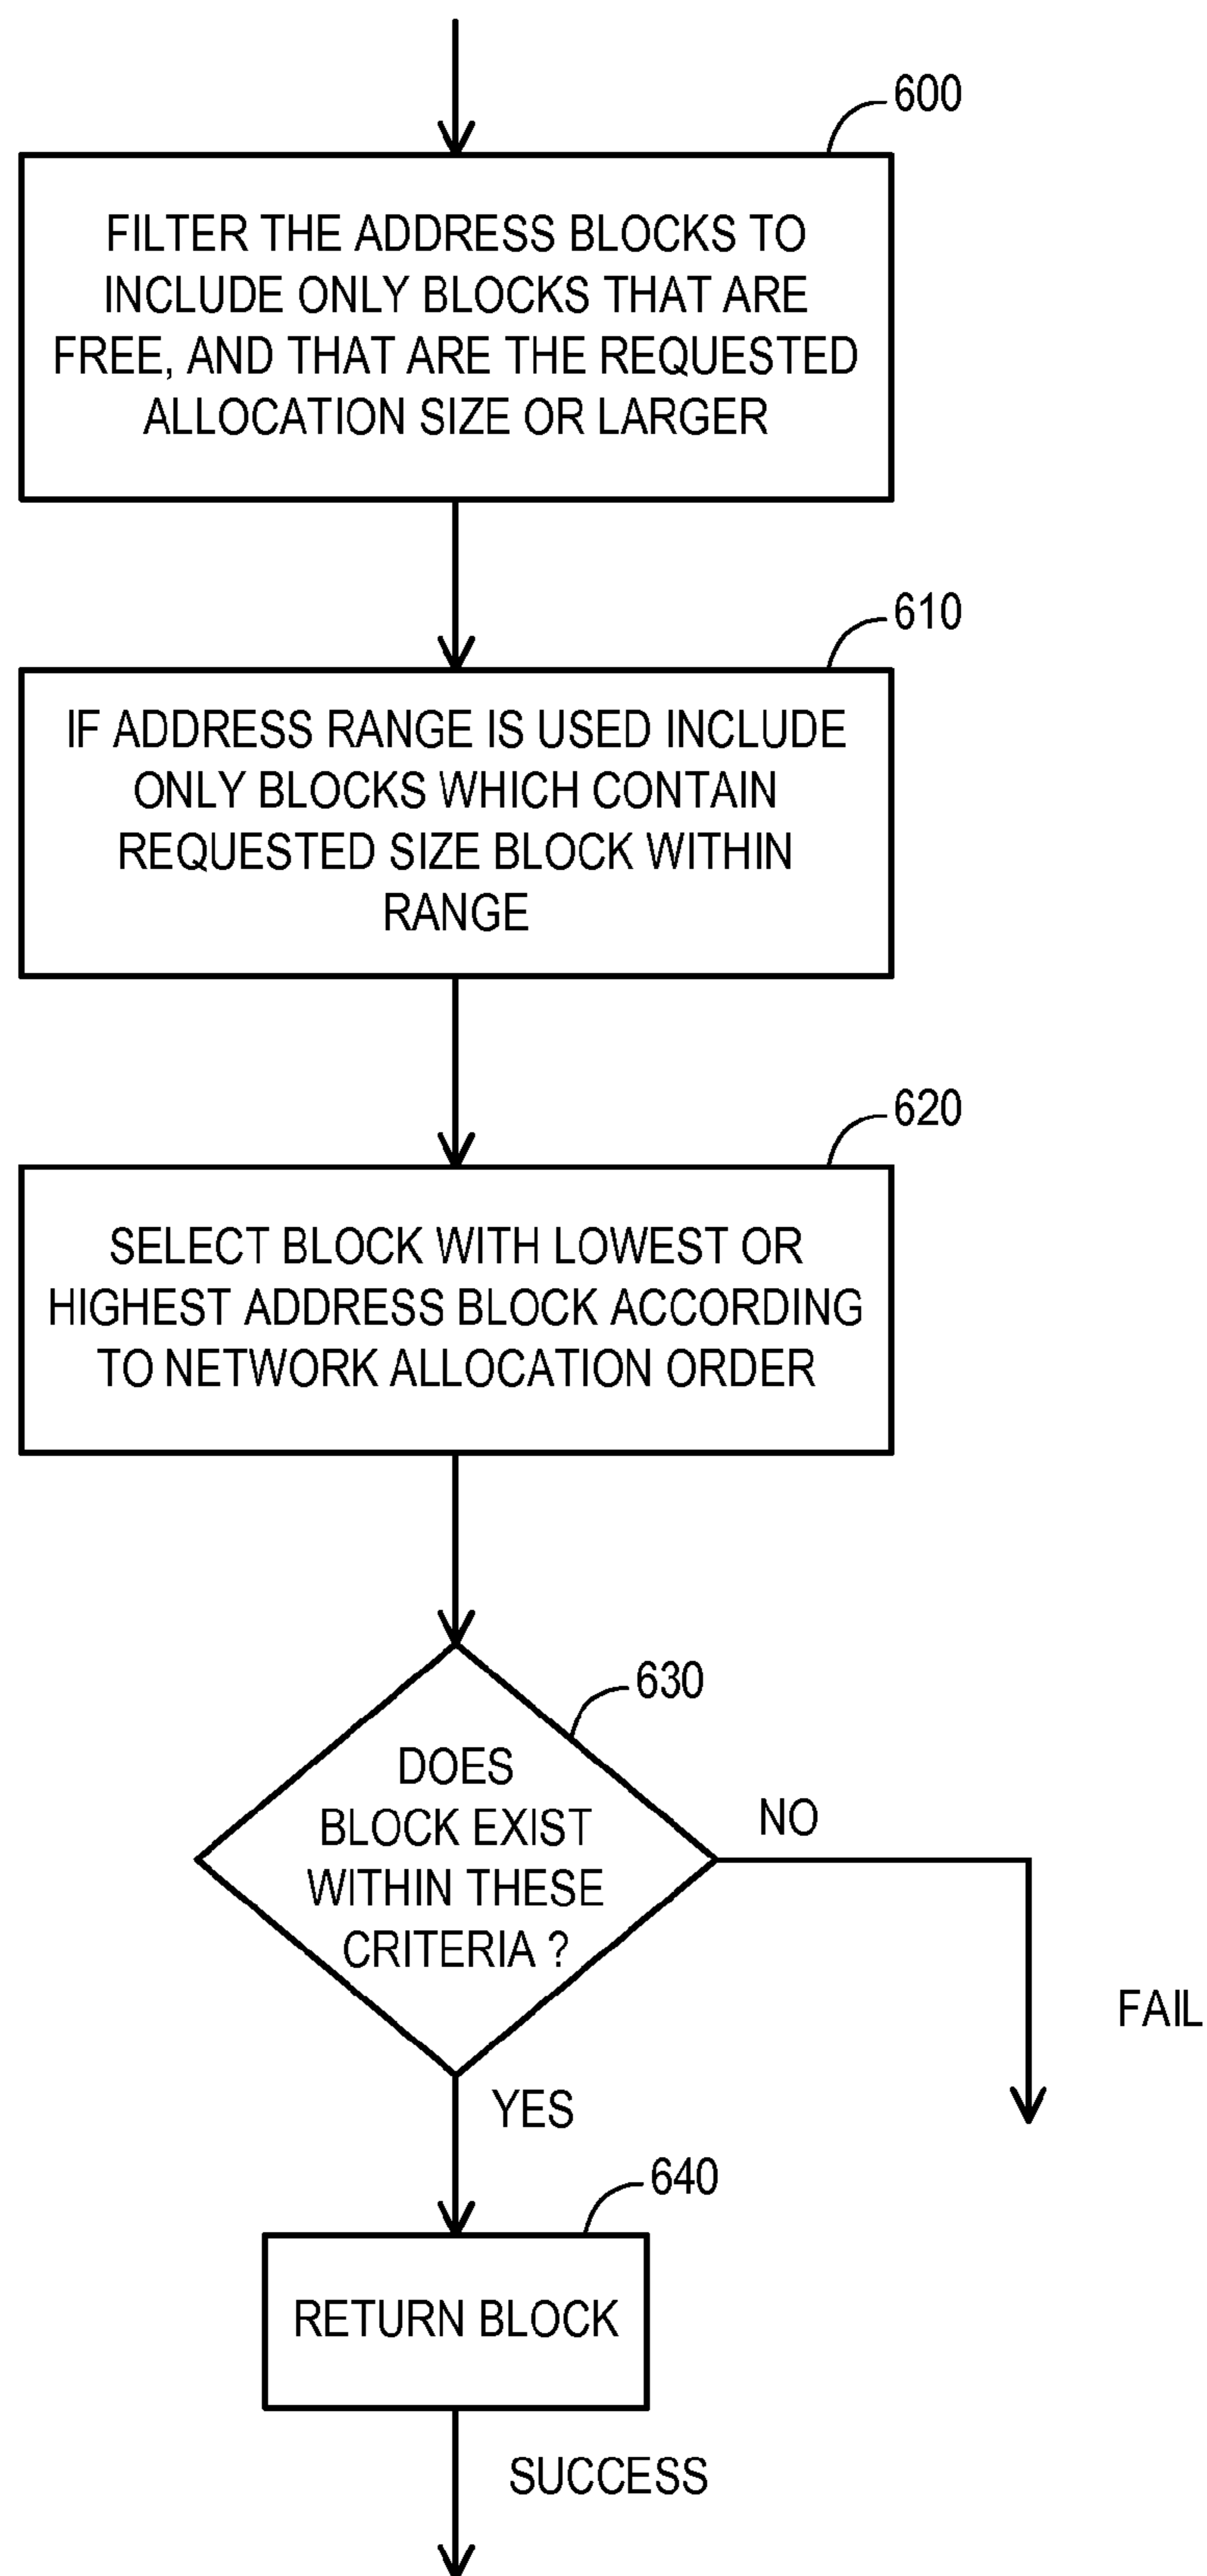 600
FILTER THE ADDRESS BLOCKS TO
INCLUDE ONLY BLOCKS THAT ARE
FREE, AND THAT ARE THE REQUESTED
ALLOCATION SIZE OR LARGER
610
IF ADDRESS RANGE IS USED INCLUDE
ONLY BLOCKS WHICH CONTAIN
REQUESTED SIZE BLOCK WITHIN
RANGE
620
SELECT BLOCK WITH LOWEST OR
HIGHEST ADDRESS BLOCK ACCORDING
TO NETWORK ALLOCATION ORDER
630
DOES
BLOCK EXIST
WITHIN THESE
CRITERIA ?
NO
FAIL
YES
640
RETURN BLOCK
SUCCESS